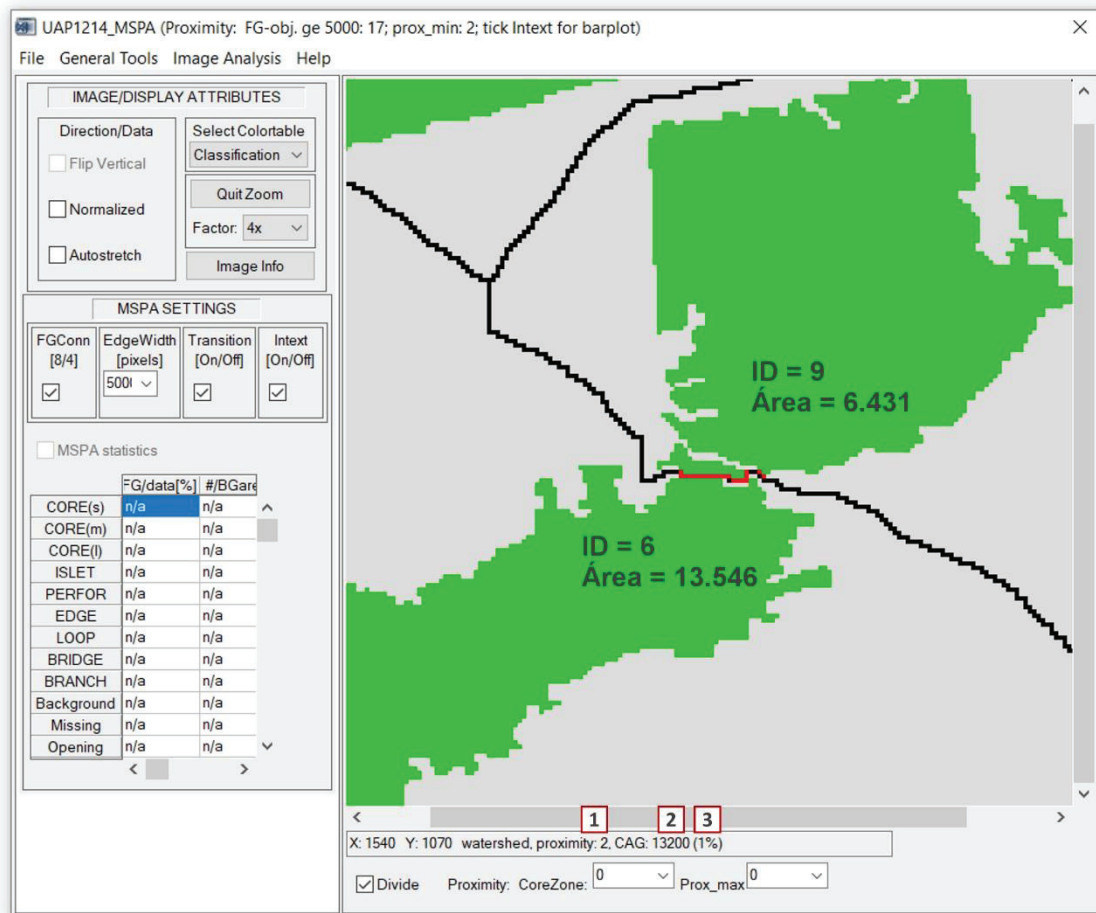 UAP1214_MSPA (Proximity: FG-obj. ge 5000: 17; prox_min: 2; tick Intext for barplot)
File General Tools Image Analysis Help
IMAGE/DISPLAY ATTRIBUTES
Direction/Data
Flip Vertical
Normalized
Autostretch
Select Colortable
Classification
Quit Zoom
Factor: 4x
Image Info
MSPA SETTINGS
FGConn
[8/4]
EdgeWidth
[pixels]
Transition
[On/Off]
Intext
[On/Off]
MSPA statistics
FG/data[%] #/BGare
CORE(s) n/a n/a
CORE(m) n/a n/a
CORE(l) n/a n/a
ISLET n/a n/a
PERFOR n/a n/a
EDGE n/a n/a
LOOP n/a n/a
BRIDGE n/a n/a
BRANCH n/a n/a
Background n/a n/a
Missing n/a n/a
Opening n/a n/a
ID = 9
Área = 6.431
ID = 6
Área = 13.546
1 2 3
X: 1540 Y: 1070 watershed, proximity: 2, CAG: 13200 (1%)
Divide Proximity: CoreZone: 0 Prox_max 0